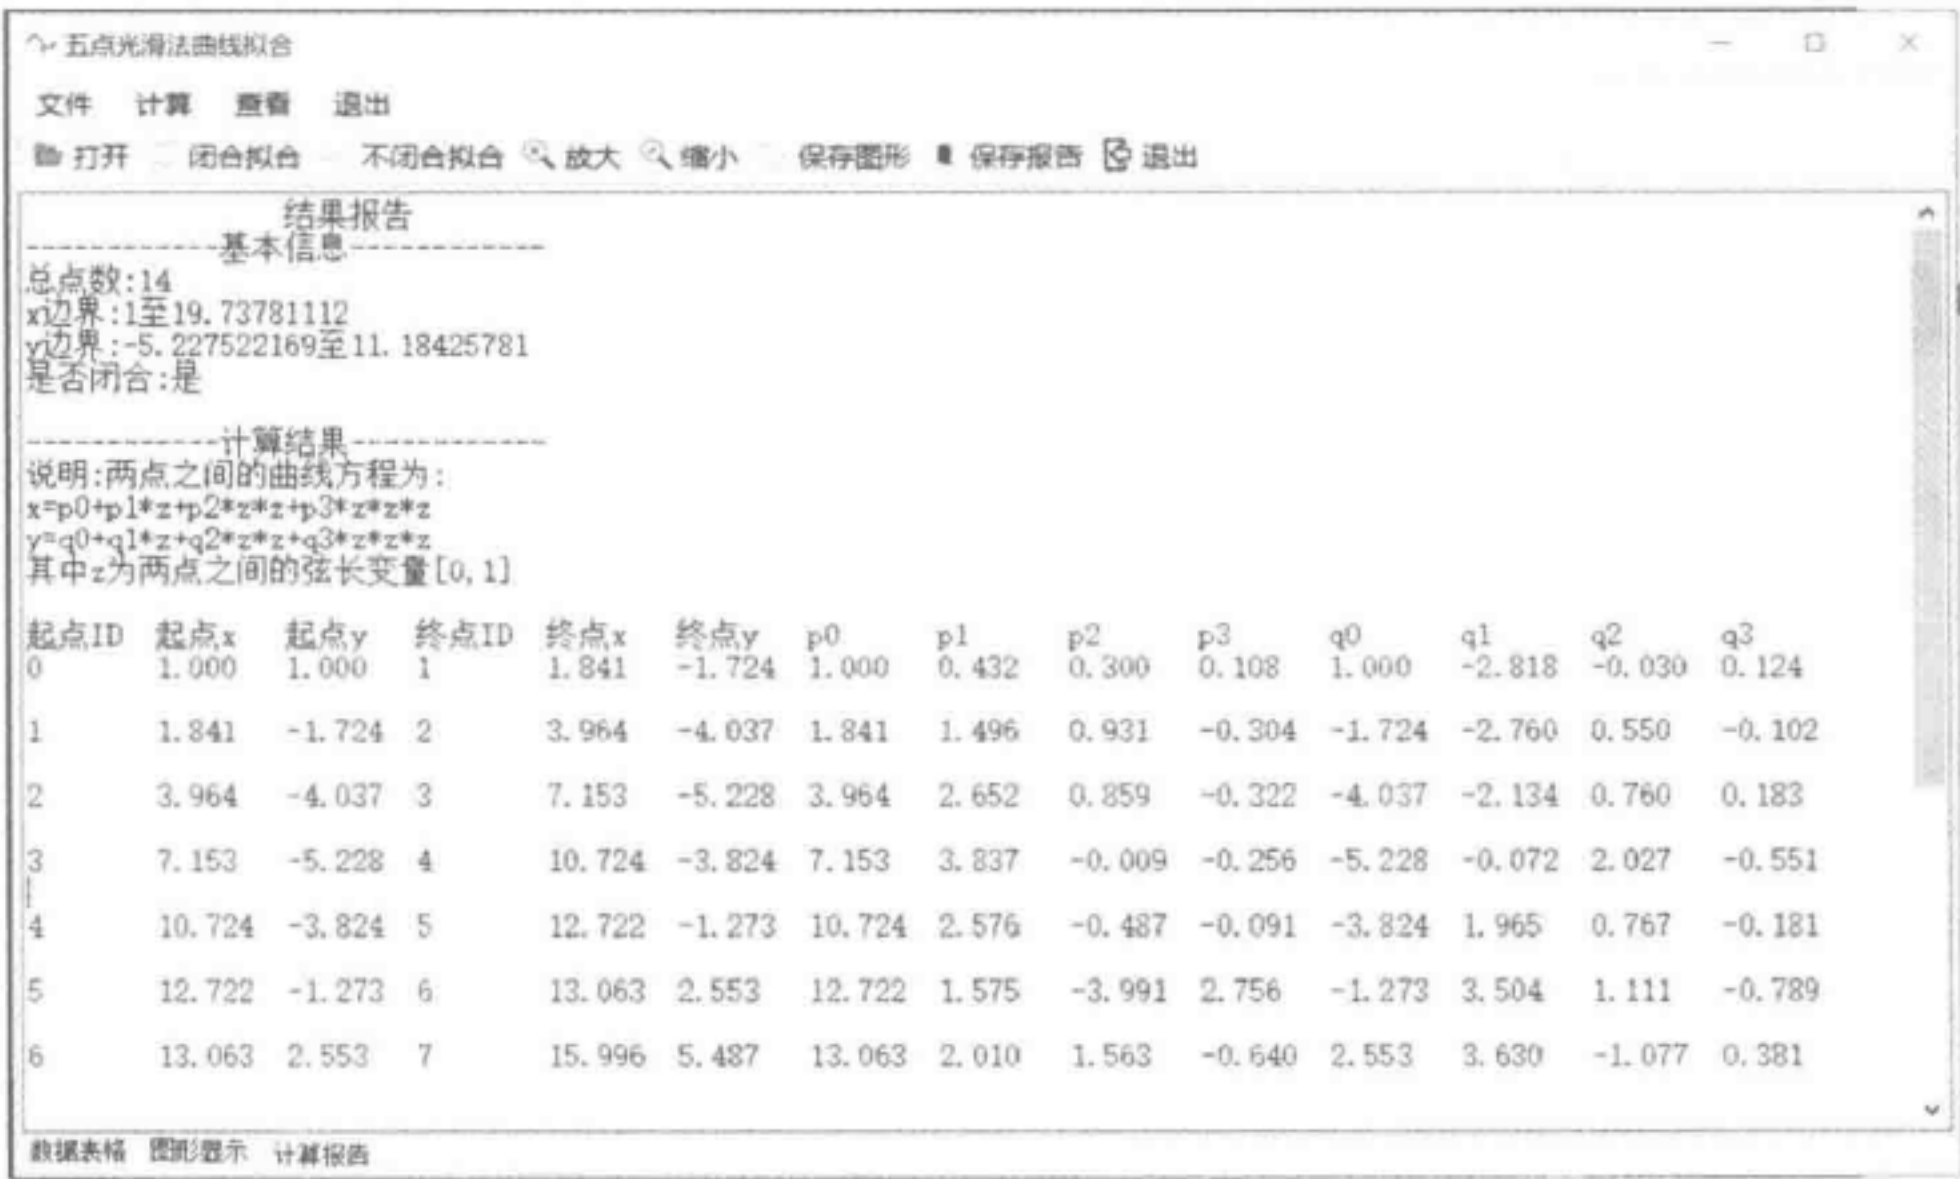 五点光滑法曲线拟合
文件 计算 查看 退出
打开 闭合拟合 不闭合拟合 放大 缩小 保存图形 保存报告 退出
结果报告
------------基本信息------------
总点数:14
x边界:1至19.73781112
y边界:-5.227522169至11.18425781
是否闭合:是
------------计算结果------------
说明:两点之间的曲线方程为:
x=p0+p1*z+p2*z*z+p3*z*z*z
y=q0+q1*z+q2*z*z+q3*z*z*z
其中z为两点之间的弦长变量[0,1]
起点ID 起点x 起点y 终点ID 终点x 终点y p0 p1 p2 p3 q0 q1 q2 q3
0 1.000 1.000 1 1.841 -1.724 1.000 0.432 0.300 0.108 1.000 -2.818 -0.030 0.124
1 1.841 -1.724 2 3.964 -4.037 1.841 1.496 0.931 -0.304 -1.724 -2.760 0.550 -0.102
2 3.964 -4.037 3 7.153 -5.228 3.964 2.652 0.859 -0.322 -4.037 -2.134 0.760 0.183
3 7.153 -5.228 4 10.724 -3.824 7.153 3.837 -0.009 -0.256 -5.228 -0.072 2.027 -0.551
4 10.724 -3.824 5 12.722 -1.273 10.724 2.576 -0.487 -0.091 -3.824 1.965 0.767 -0.181
5 12.722 -1.273 6 13.063 2.553 12.722 1.575 -3.991 2.756 -1.273 3.504 1.111 -0.789
6 13.063 2.553 7 15.996 5.487 13.063 2.010 1.563 -0.640 2.553 3.630 -1.077 0.381
数据表格 图形显示 计算报告